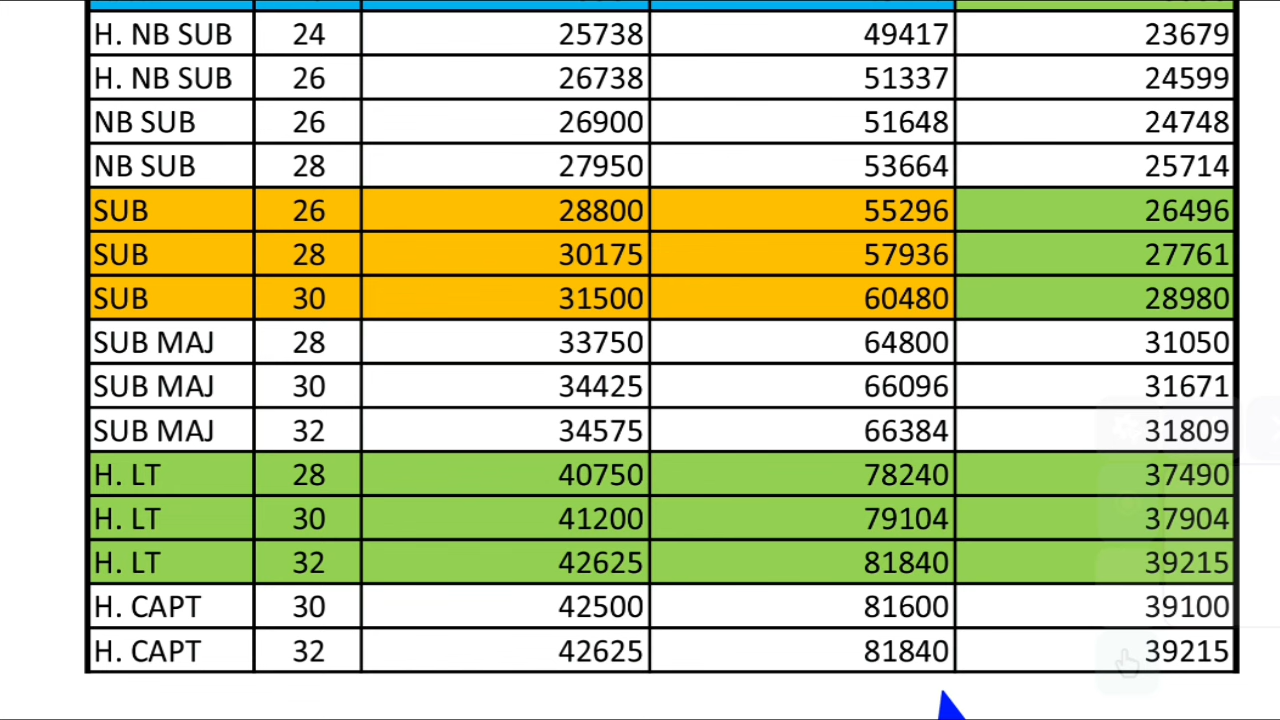 H. NB SUB 24 25738 49417 23679
H. NB SUB 26 26738 51337 24599
NB SUB 26 26900 51648 24748
NB SUB 28 27950 53664 25714
SUB 26 28800 55296 26496
SUB 28 30175 57936 27761
SUB 30 31500 60480 28980
SUB MAJ 28 33750 64800 31050
SUB MAJ 30 34425 66096 31671
SUB MAJ 32 34575 66384 31809
H. LT 28 40750 78240 37490
H. LT 30 41200 79104 37904
H. LT 32 42625 81840 39215
H. CAPT 30 42500 81600 39100
H. CAPT 32 42625 81840 39215